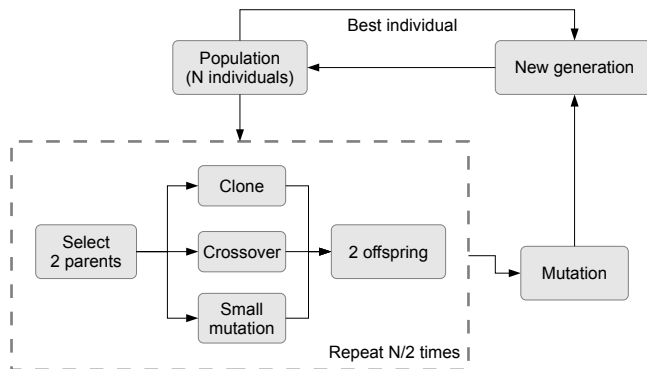 Best individual
Population
(N individuals)
New generation
Clone
Select
2 parents
Crossover
2 offspring
Small
mutation
Mutation
Repeat N/2 times